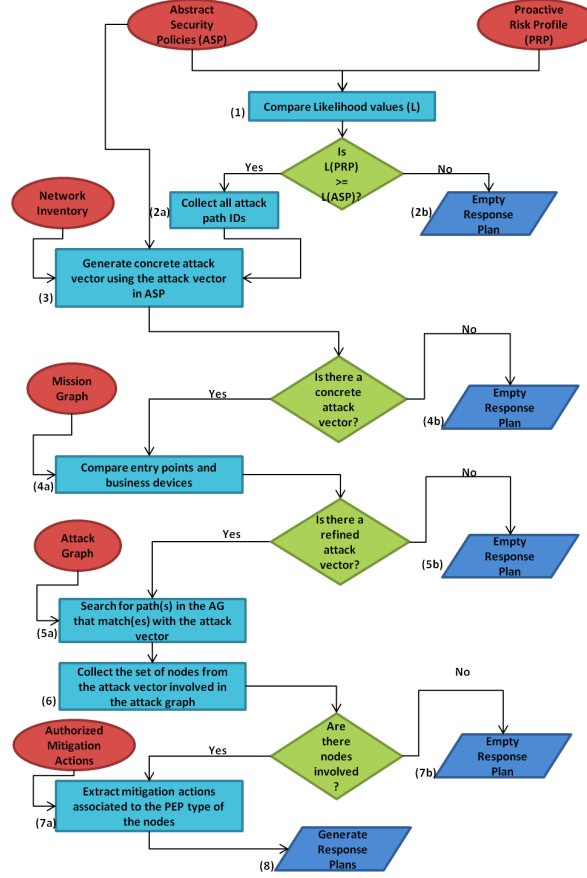 Abstract
Security
Policies (ASP)
Proactive
Risk Profile
(PRP)
(1)
Compare Likelihood values (L)
Is
L(PRP)
>=
L(ASP)?
Yes
No
Network
Inventory
(2a)
Collect all attack
path IDs
Empty
Response
Plan
(2b)
Generate concrete attack
vector using the attack vector
in ASP
(3)
No
Is there a
concrete
attack
vector?
Yes
Mission
Graph
Empty
Response
Plan
(4b)
Compare entry points and
business devices
(4a)
No
Is there a
refined
attack
vector?
Yes
Attack
Graph
Empty
Response
Plan
(5b)
Search for path(s) in the AG
that match(es) with the attack
vector
(5a)
Collect the set of nodes from
the attack vector involved in
the attack graph
(6)
No
Are
there
nodes
involved
?
Yes
Authorized
Mitigation
Actions
Empty
Response
Plan
(7b)
Extract mitigation actions
associated to the PEP type of
the nodes
(7a)
Generate
Response
Plans
(8)